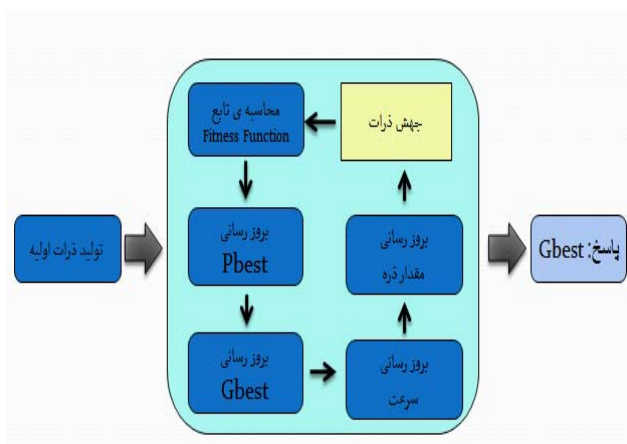 تولید ذرات اولیه
محاسبه ی تابع
Fitness Function
بروز رسانی
Pbest
بروز رسانی
Gbest
بروز رسانی
سرعت
بروز رسانی
مقدار ذره
جهش ذرات
پاسخ: Gbest